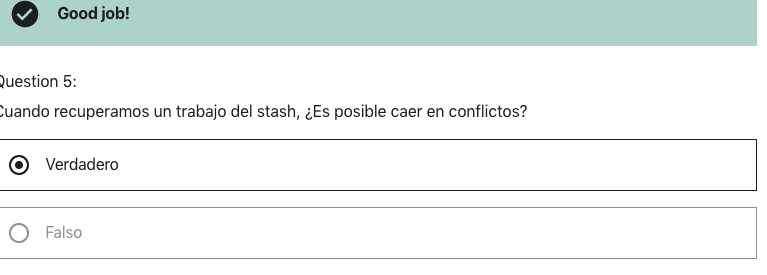 Good job!
Question 5:
Cuando recuperamos un trabajo del stash, ¿Es posible caer en conflictos?
Verdadero
Falso